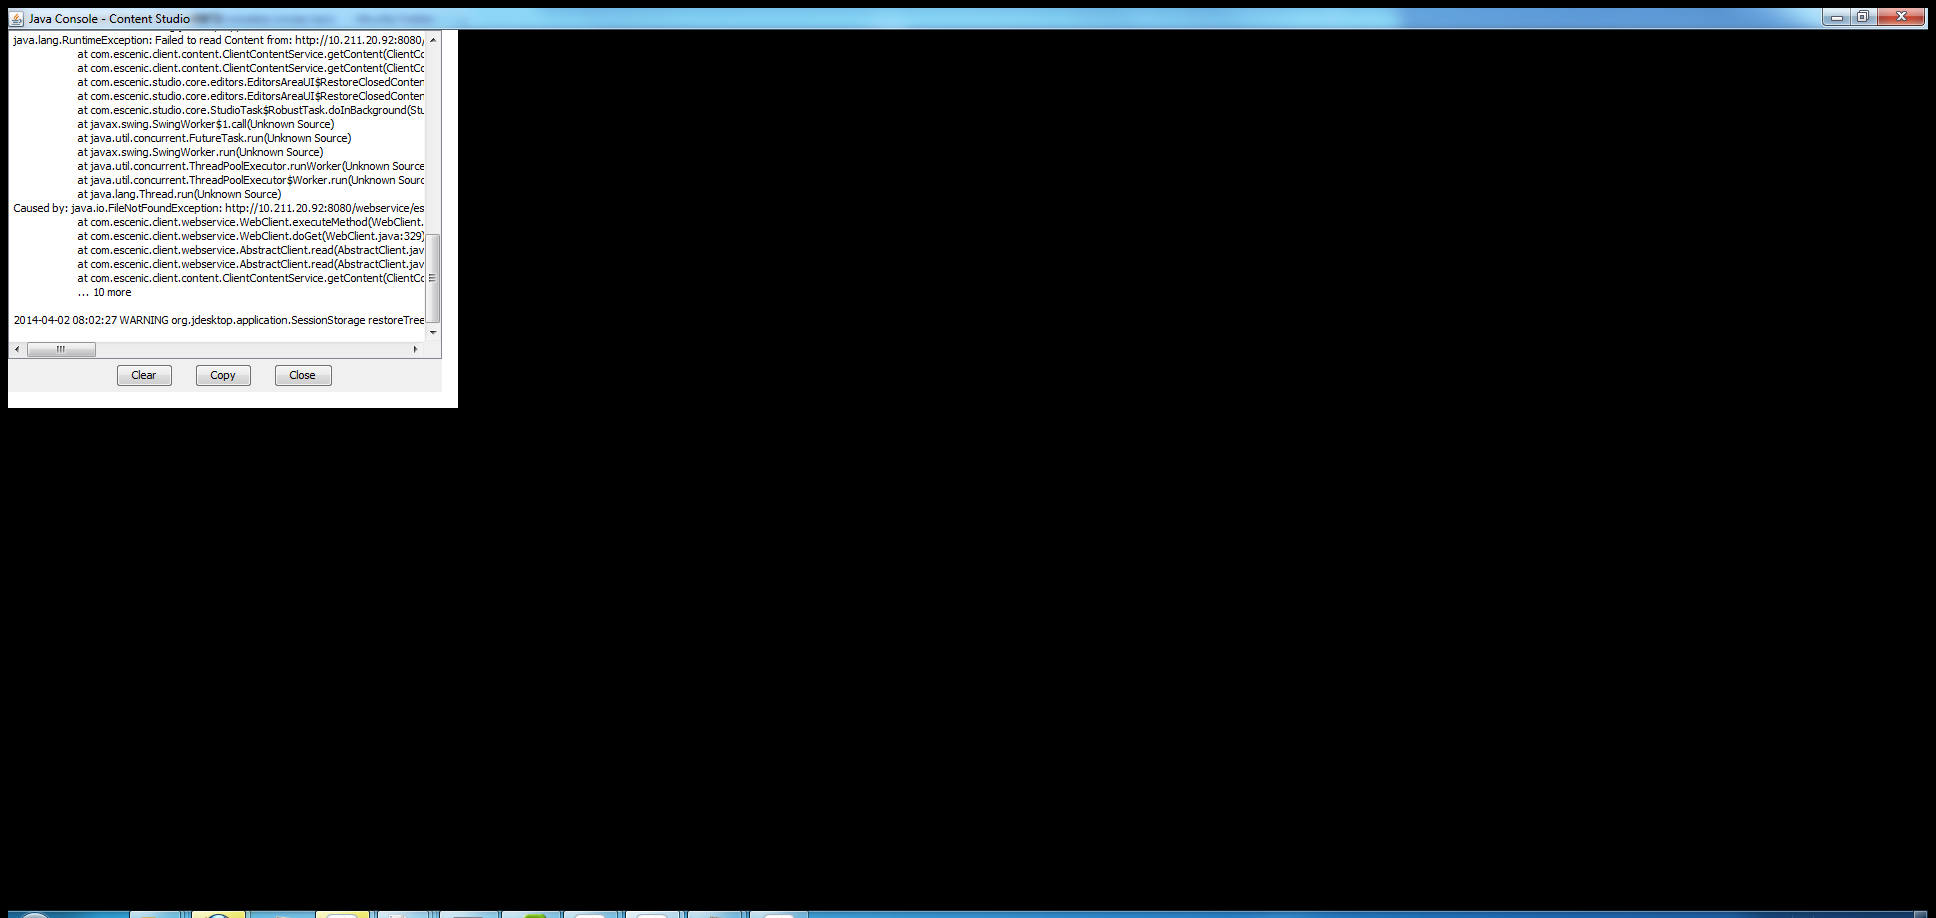 Java Console - Content Studio
java.lang.RuntimeException: Failed to read Content from: http://10.211.20.92:8080/
at com.escenic.client.content.ClientContentService.getContent(ClientCo
at com.escenic.client.content.ClientContentService.getContent(ClientCo
at com.escenic.studio.core.editors.EditorsAreaUI$RestoreClosedConten
at com.escenic.studio.core.editors.EditorsAreaUI$RestoreClosedConten
at com.escenic.studio.core.StudioTask$RobustTask.doInBackground(Stu
at javax.swing.SwingWorker$1.call(Unknown Source)
at java.util.concurrent.FutureTask.run(Unknown Source)
at javax.swing.SwingWorker.run(Unknown Source)
at java.util.concurrent.ThreadPoolExecutor.runWorker(Unknown Source
at java.util.concurrent.ThreadPoolExecutor$Worker.run(Unknown Sourc
at java.lang.Thread.run(Unknown Source)
Caused by: java.io.FileNotFoundException: http://10.211.20.92:8080/webservice/es
at com.escenic.client.webservice.WebClient.executeMethod(WebClient.
at com.escenic.client.webservice.WebClient.doGet(WebClient.java:329)
at com.escenic.client.webservice.AbstractClient.read(AbstractClient.jav
at com.escenic.client.webservice.AbstractClient.read(AbstractClient.jav
at com.escenic.client.content.ClientContentService.getContent(ClientCo
... 10 more
2014-04-02 08:02:27 WARNING org.jdesktop.application.SessionStorage restoreTree
Clear Copy Close